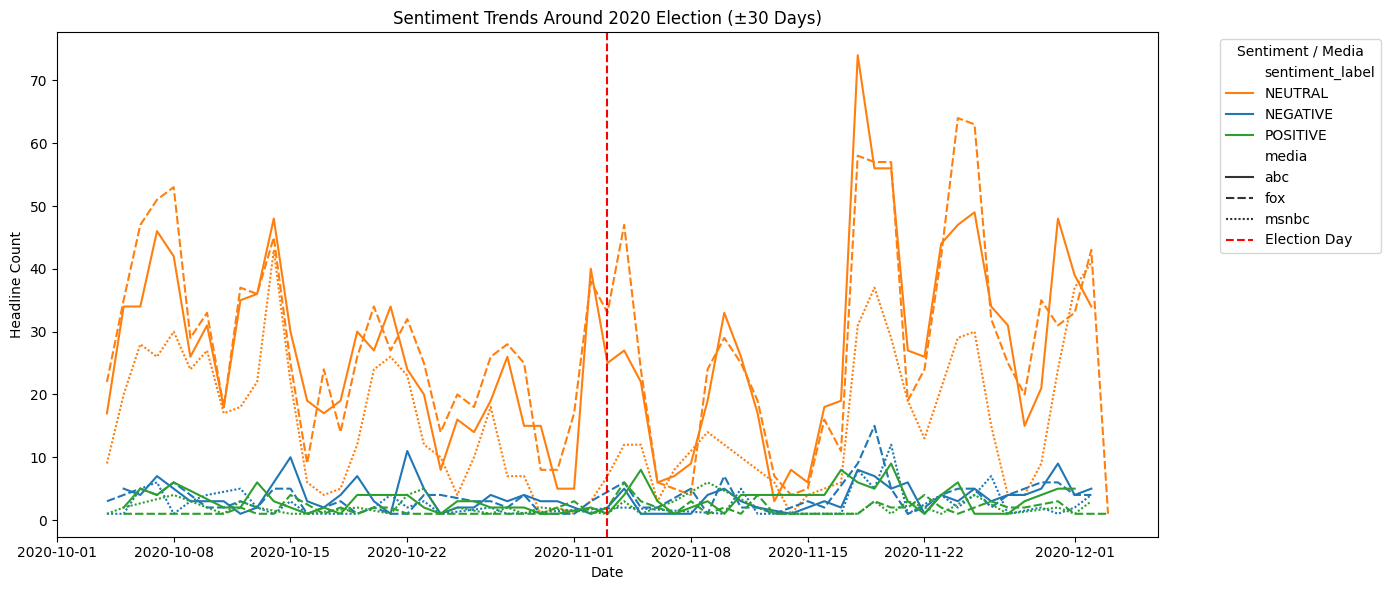 Sentiment Trends Around 2020 Election (±30 Days)
Headline Count
70
60
50
40
30
20
10
0
2020-10-01
2020-10-08
2020-10-15
2020-10-22
2020-11-01
2020-11-08
2020-11-15
2020-11-22
2020-12-01
Date
Sentiment / Media
sentiment_label
NEUTRAL
NEGATIVE
POSITIVE
media
abc
fox
msnbc
Election Day